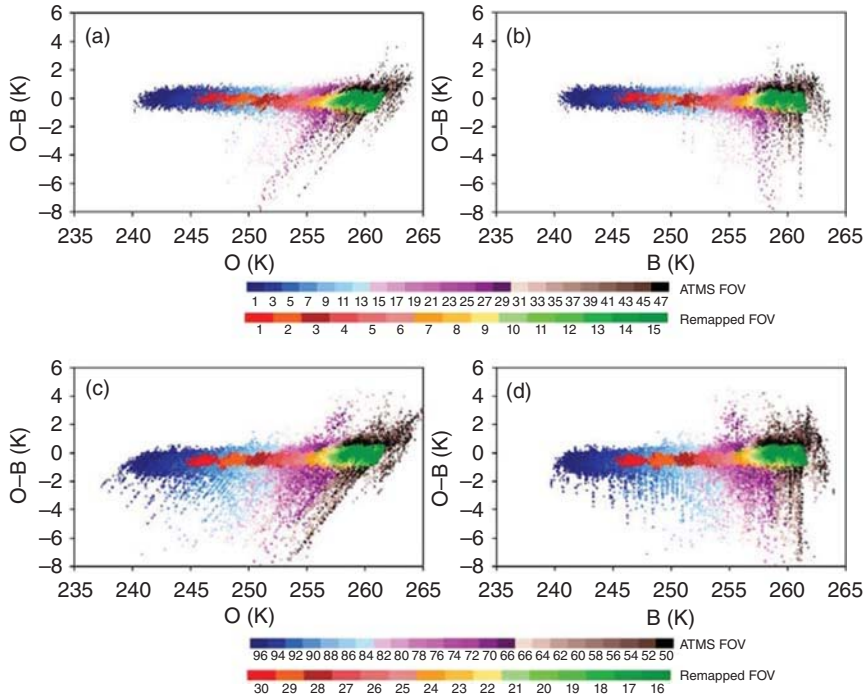 (a)
6
4
2
0
–2
–4
–6
–8
O–B (K)
235 240 245 250 255 260 265
O (K)
(b)
6
4
2
0
–2
–4
–6
–8
O–B (K)
235 240 245 250 255 260 265
B (K)
ATMS FOV
1 3 5 7 9 11 13 15 17 19 21 23 25 27 29 31 33 35 37 39 41 43 45 47
Remapped FOV
1 2 3 4 5 6 7 8 9 10 11 12 13 14 15
(c)
6
4
2
0
–2
–4
–6
–8
O–B (K)
235 240 245 250 255 260 265
O (K)
(d)
6
4
2
0
–2
–4
–6
–8
O–B (K)
235 240 245 250 255 260 265
B (K)
ATMS FOV
96 94 92 90 88 86 84 82 80 78 76 74 72 70 66 66 64 62 60 58 56 54 52 50
Remapped FOV
30 29 28 27 26 25 24 23 22 21 20 19 18 17 16